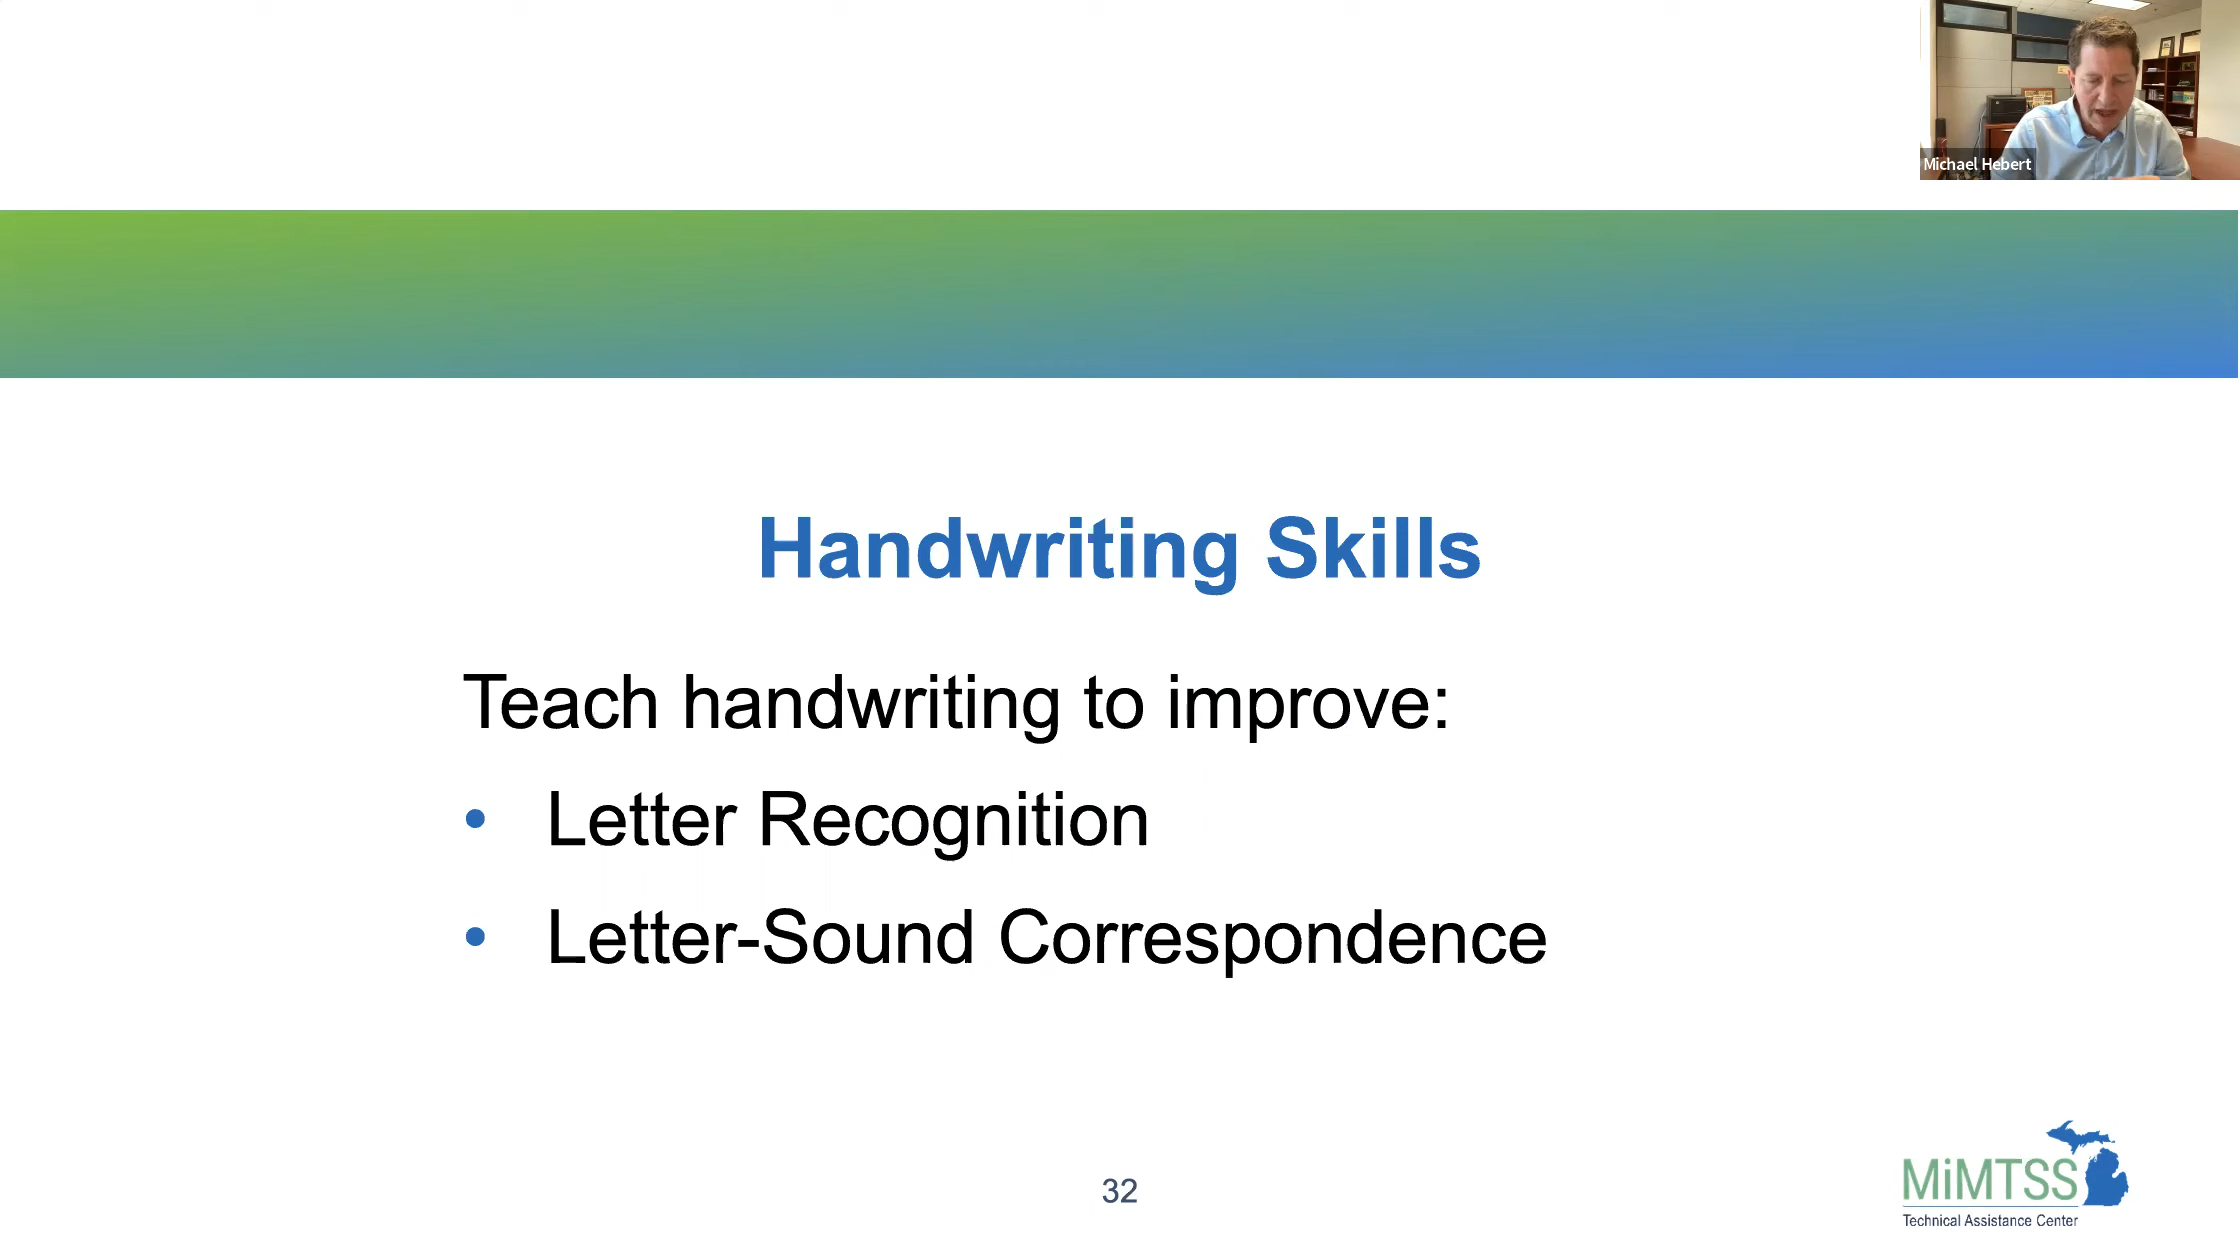 Michael Hebert
Handwriting Skills
Teach handwriting to improve:
• Letter Recognition
• Letter-Sound Correspondence
32
MiMTSS
Technical Assistance Center